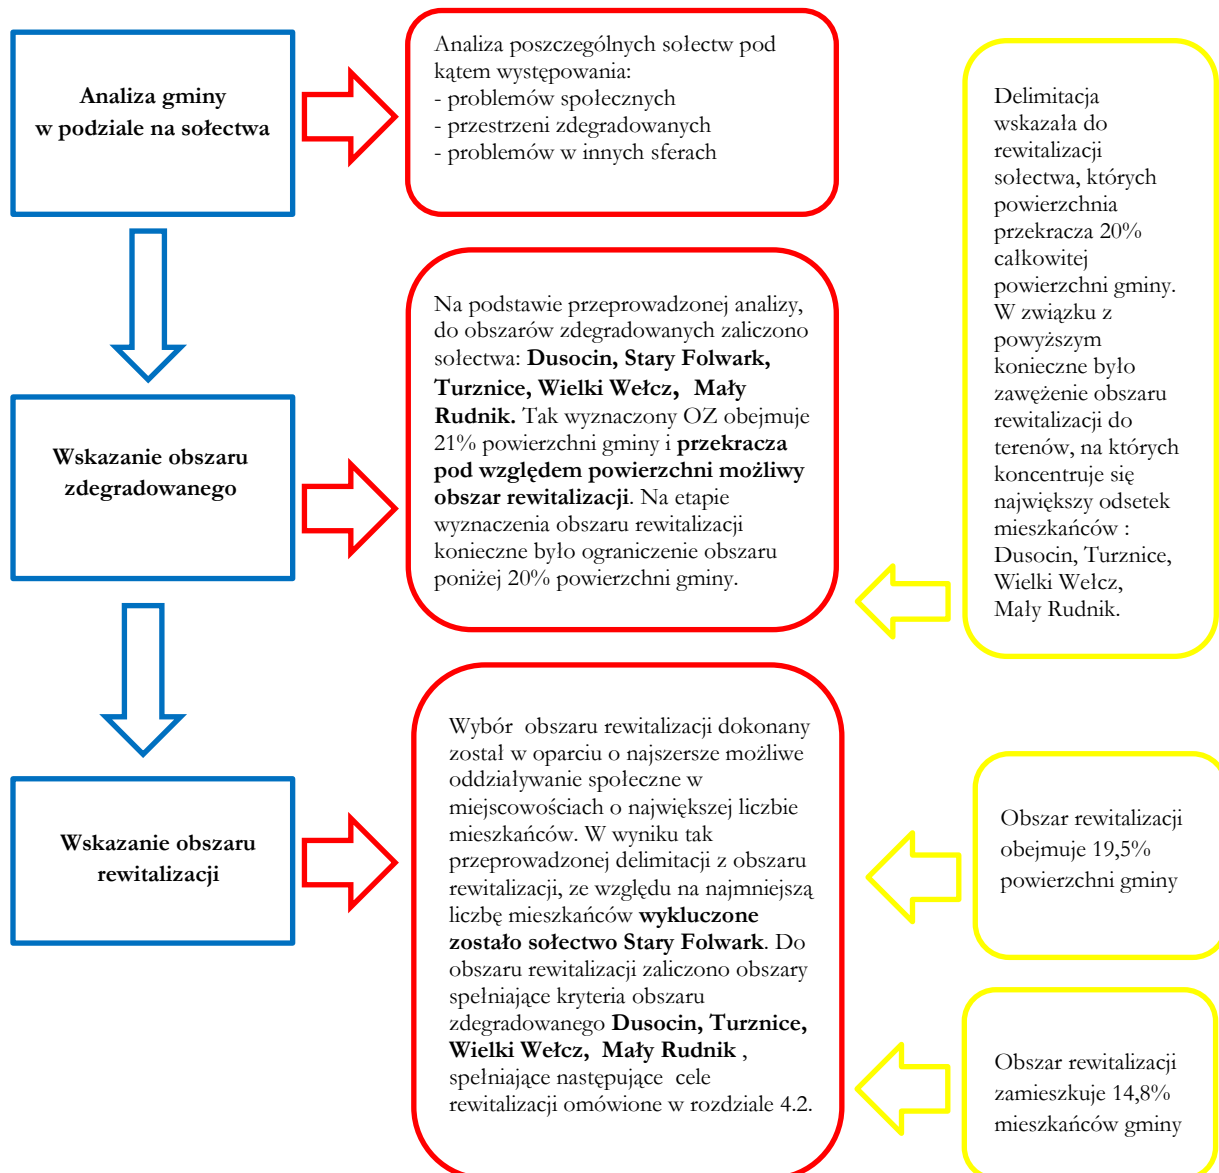 Analiza gminy
w podziale na sołectwa
Analiza poszczególnych sołectw pod
kątem występowania:
- problemów społecznych
- przestrzeni zdegradowanych
- problemów w innych sferach
Delimitacja
wskazała do
rewitalizacji
sołectwa, których
powierzchnia
przekracza 20%
całkowitej
powierzchni gminy.
W związku z
powyższym
konieczne było
zawężenie obszaru
rewitalizacji do
terenów, na których
koncentruje się
największy odsetek
mieszkańców :
Dusocin, Turznice,
Wielki Wełcz,
Mały Rudnik.
Wskazanie obszaru
zdegradowanego
Na podstawie przeprowadzonej analizy,
do obszarów zdegradowanych zaliczono
sołectwa: Dusocin, Stary Folwark,
Turznice, Wielki Wełcz, Mały
Rudnik. Tak wyznaczony OZ obejmuje
21% powierzchni gminy i przekracza
pod względem powierzchni możliwy
obszar rewitalizacji. Na etapie
wyznaczenia obszaru rewitalizacji
konieczne było ograniczenie obszaru
poniżej 20% powierzchni gminy.
Wskazanie obszaru
rewitalizacji
Wybór obszaru rewitalizacji dokonany
został w oparciu o najszersze możliwe
oddziaływanie społeczne w
miejscowościach o największej liczbie
mieszkańców. W wyniku tak
przeprowadzonej delimitacji z obszaru
rewitalizacji, ze względu na najmniejszą
liczbę mieszkańców wykluczone
zostało sołectwo Stary Folwark. Do
obszaru rewitalizacji zaliczono obszary
spełniające kryteria obszaru
zdegradowanego Dusocin, Turznice,
Wielki Wełcz, Mały Rudnik ,
spełniające następujące cele
rewitalizacji omówione w rozdziale 4.2.
Obszar rewitalizacji
obejmuje 19,5%
powierzchni gminy
Obszar rewitalizacji
zamieszkuje 14,8%
mieszkańców gminy